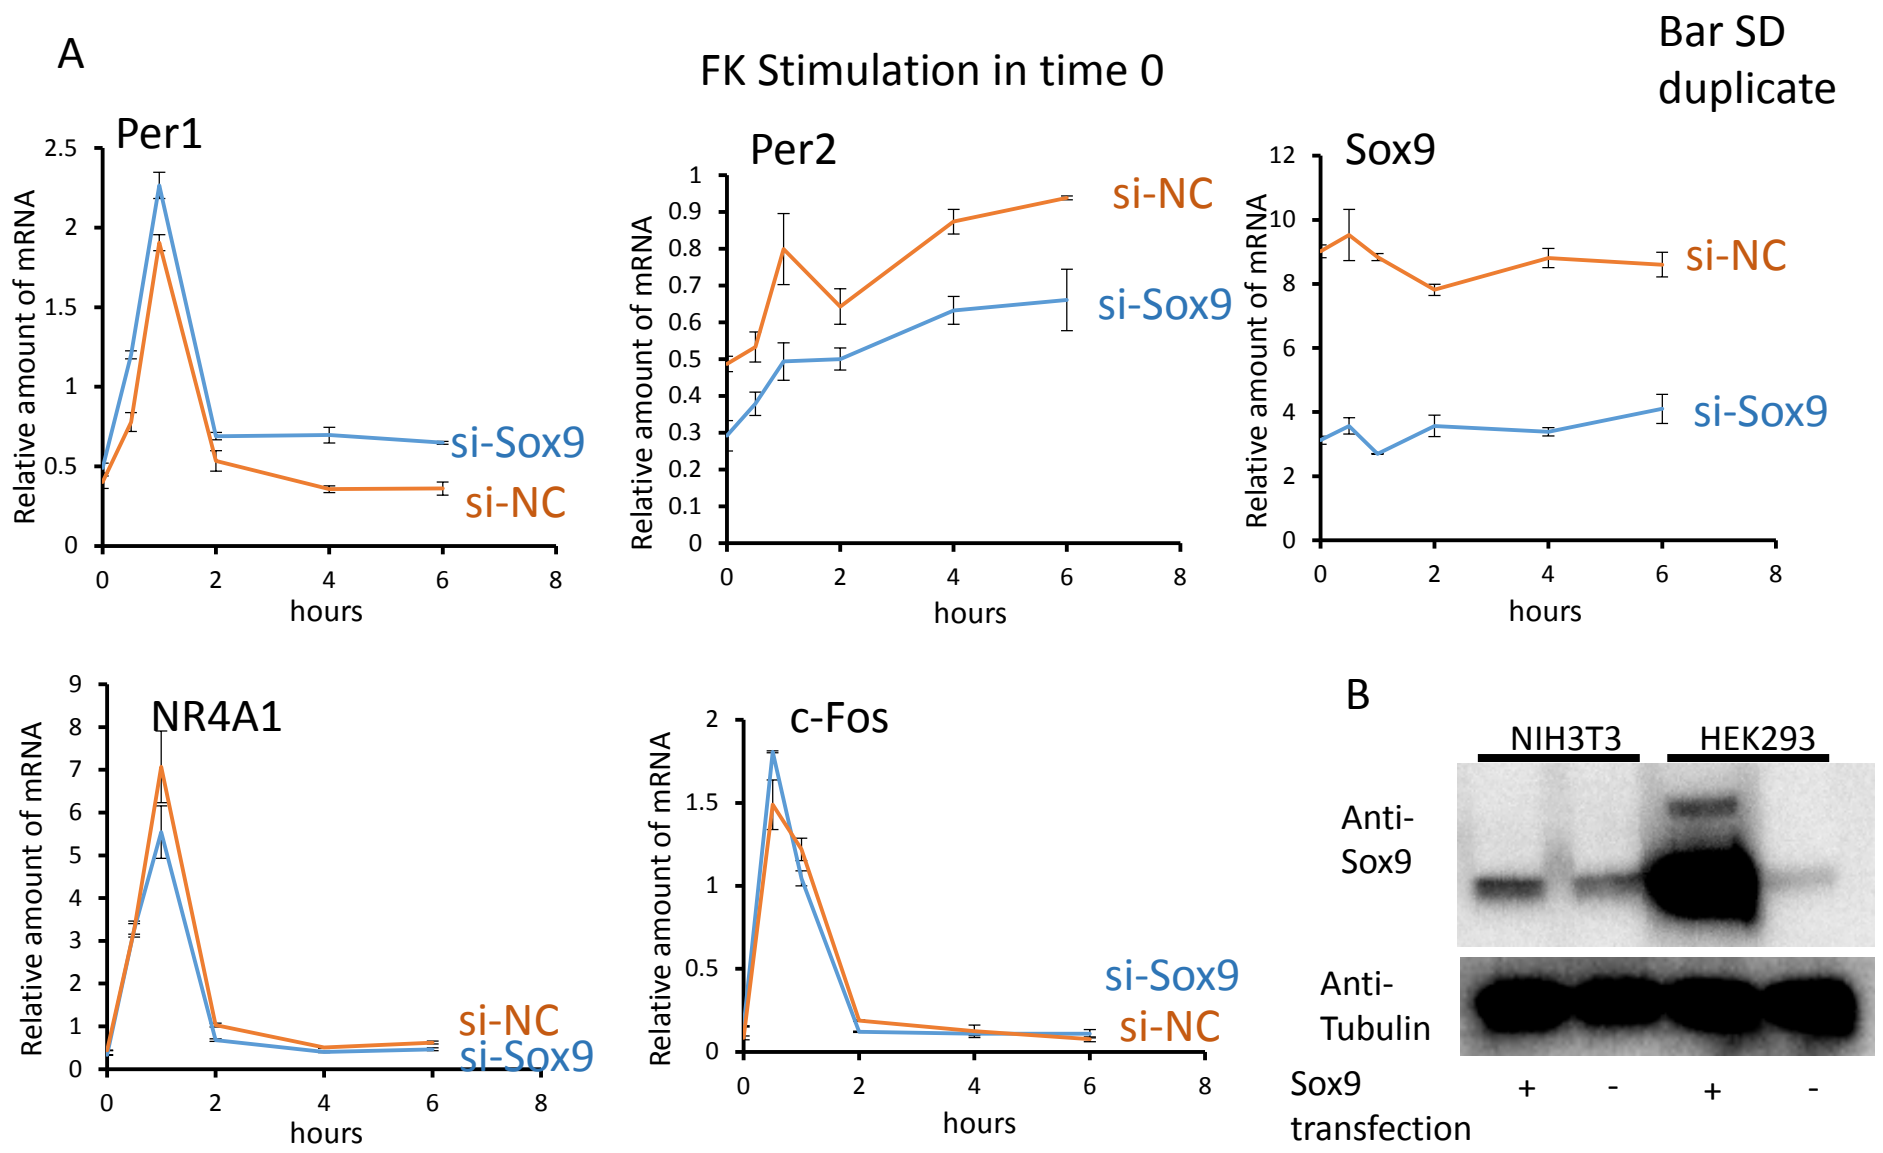 A
FK Stimulation in time 0
Bar SD
duplicate
Per1
Relative amount of mRNA
2.5
2
1.5
1
0.5
0
0 2 4 6 8
hours
si-Sox9
si-NC
Per2
Relative amount of mRNA
1
0.9
0.8
0.7
0.6
0.5
0.4
0.3
0.2
0.1
0
0 2 4 6 8
hours
si-NC
si-Sox9
Sox9
Relative amount of mRNA
12
10
8
6
4
2
0
0 2 4 6 8
hours
si-NC
si-Sox9
NR4A1
Relative amount of mRNA
9
8
7
6
5
4
3
2
1
0
0 2 4 6 8
hours
si-NC
si-Sox9
c-Fos
Relative amount of mRNA
2
1.5
1
0.5
0
0 2 4 6 8
hours
si-Sox9
si-NC
B
NIH3T3 HEK293
Anti-
Sox9
Anti-
Tubulin
Sox9 + - + -
transfection